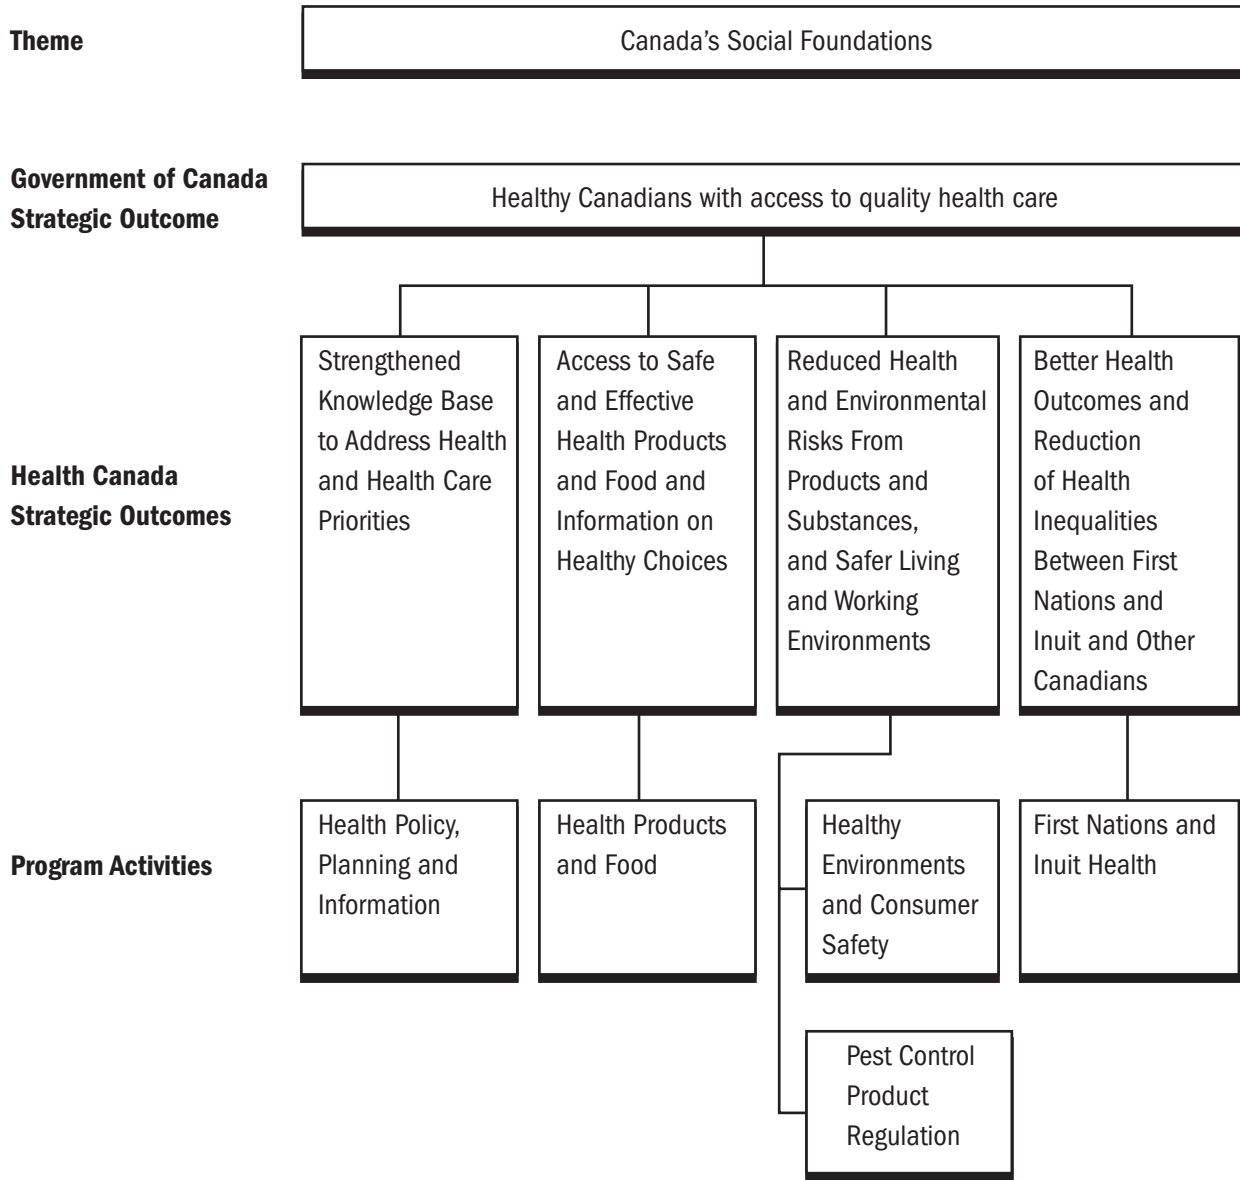 Theme
Canada's Social Foundations
Government of Canada
Strategic Outcome
Healthy Canadians with access to quality health care
Health Canada
Strategic Outcomes
Strengthened
Knowledge Base
to Address Health
and Health Care
Priorities
Access to Safe
and Effective
Health Products
and Food and
Information on
Healthy Choices
Reduced Health
and Environmental
Risks From
Products and
Substances,
and Safer Living
and Working
Environments
Better Health
Outcomes and
Reduction
of Health
Inequalities
Between First
Nations and
Inuit and Other
Canadians
Program Activities
Health Policy,
Planning and
Information
Health Products
and Food
Healthy
Environments
and Consumer
Safety
First Nations and
Inuit Health
Pest Control
Product
Regulation